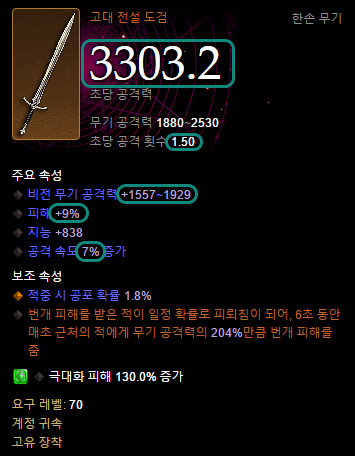 고대 전설 도검
한손 무기
3303.2
초당 공격력
무기 공격력 1880~2530
초당 공격 횟수 1.50
주요 속성
비전 무기 공격력 +1557~1929
피해 +9%
지능 +838
공격 속도 7% 증가
보조 속성
적중 시 공포 확률 1.8%
번개 피해를 받은 적이 일정 확률로 피뢰침이 되어, 6초 동안
매초 근처의 적에게 무기 공격력의 204%만큼 번개 피해를
줌
극대화 피해 130.0% 증가
요구 레벨: 70
계정 귀속
고유 장착